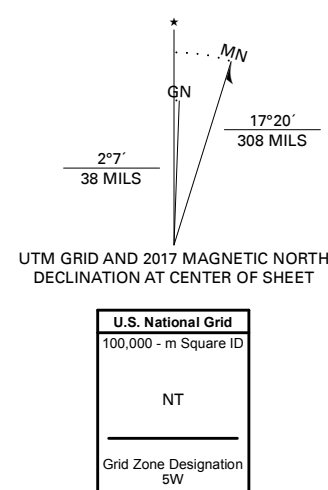 ★
MN
GN
17°20´
308 MILS
2°7´
38 MILS
UTM GRID AND 2017 MAGNETIC NORTH
DECLINATION AT CENTER OF SHEET
U.S. National Grid
100,000 - m Square ID
NT
Grid Zone Designation
5W